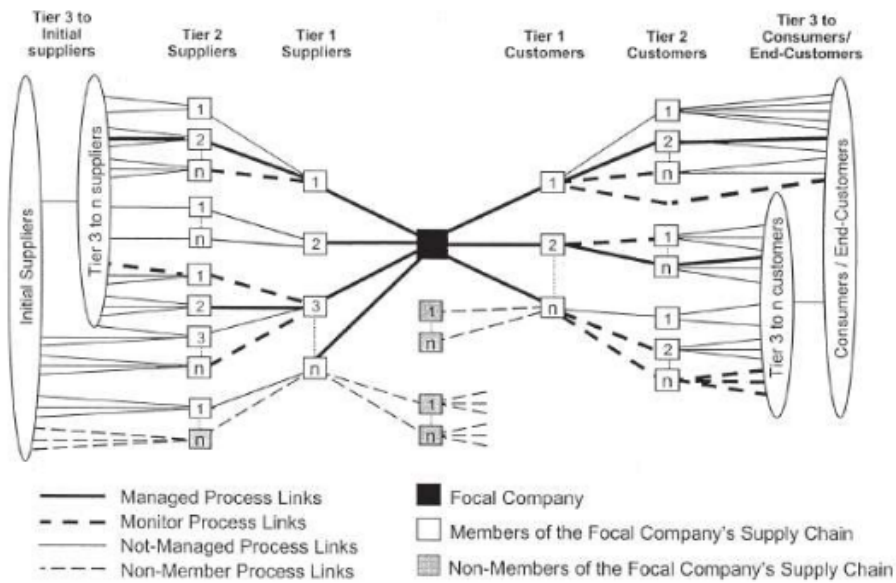 Tier 3 to
Initial
suppliers
Tier 2
Suppliers
Tier 1
Suppliers
Tier 1
Customers
Tier 2
Customers
Tier 3 to
Consumers/
End-Customers
Initial Suppliers
Tier 3 to n suppliers
1
2
n
1
n
1
2
3
n
1
n
1
2
3
n
1
n
1
n
1
2
n
1
2
n
1
n
1
2
n
Tier 3 to n customers
Consumers / End-Customers
Managed Process Links
Monitor Process Links
Not-Managed Process Links
Non-Member Process Links
Focal Company
Members of the Focal Company's Supply Chain
Non-Members of the Focal Company's Supply Chain